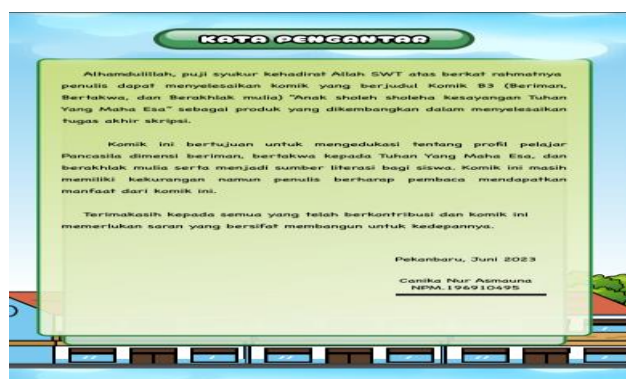 KATA PENGANTAR
Alhamdulillah, puji syukur kehadirat Allah SWT atas berkat rahmatnya
penulis dapat menyelesaikan komik yang berjudul Komik B3 (Beriman,
Bertakwa, dan Berakhlak mulia) "Anak sholeh sholeha kesayangan Tuhan
Yang Maha Esa" sebagai produk yang dikembangkan dalam menyelesaikan
tugas akhir skripsi.
Komik ini bertujuan untuk mengedukasi tentang profil pelajar
Pancasila dimensi beriman, bertakwa kepada Tuhan Yang Maha Esa, dan
berakhlak mulia serta menjadi sumber literasi bagi siswa. Komik ini masih
memiliki kekurangan namun penulis berharap pembaca mendapatkan
manfaat dari komik ini.
Terimakasih kepada semua yang telah berkontribusi dan komik ini
memerlukan saran yang bersifat membangun untuk kedepannya.
Pekanbaru, Juni 2023
Canika Nur Asmauna
NPM.196910495